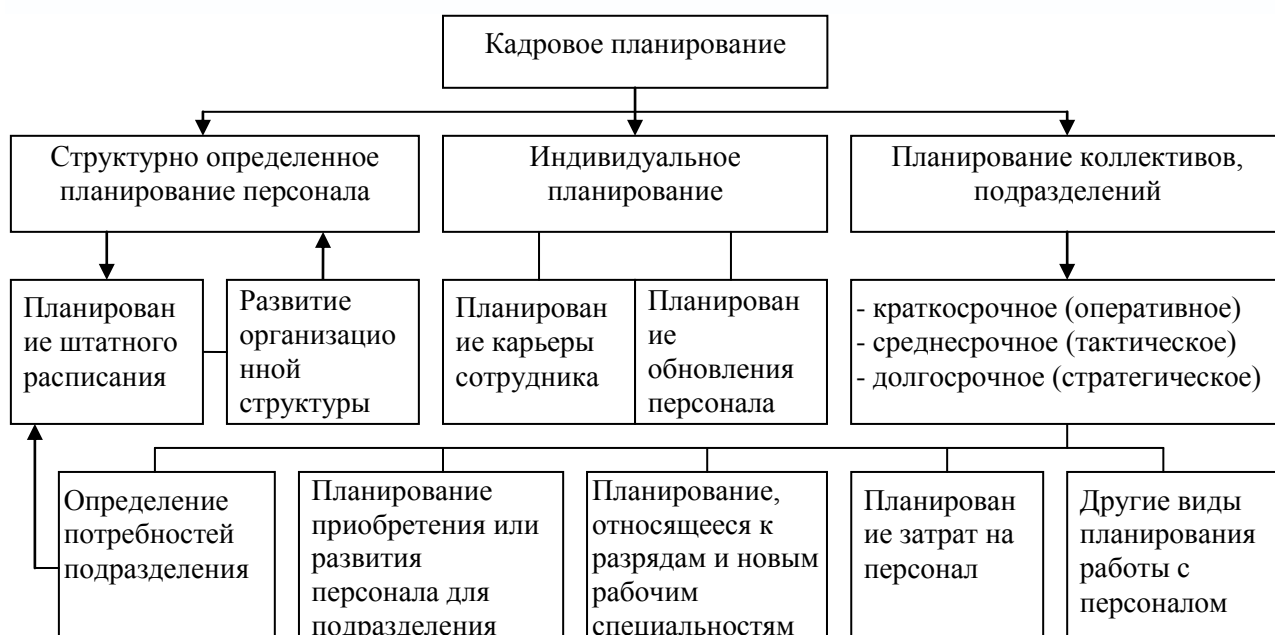 Кадровое планирование
Структурно определенное
планирование персонала
Индивидуальное
планирование
Планирование коллективов,
подразделений
Планирован
ие штатного
расписания
Развитие
организацио
нной
структуры
Планирован
ие карьеры
сотрудника
Планирован
ие
обновления
персонала
- краткосрочное (оперативное)
- среднесрочное (тактическое)
- долгосрочное (стратегическое)
Определение
потребностей
подразделения
Планирование
приобретения или
развития
персонала для
подразделения
Планирование,
относящееся к
разрядам и новым
рабочим
специальностям
Планирован
ие затрат на
персонал
Другие виды
планирования
работы с
персоналом